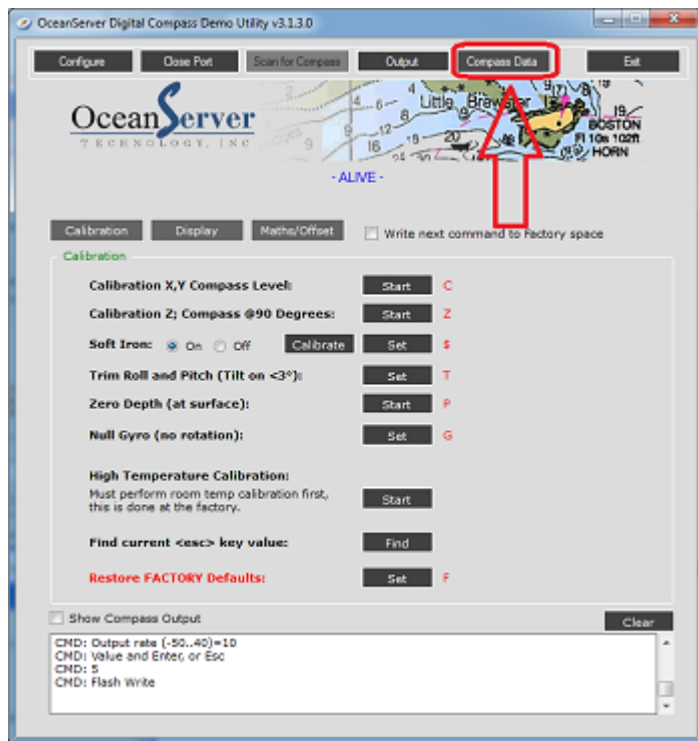 OceanServer Digital Compass Demo Utility v3.1.3.0
Configure Close Port Scan for Compass Output Compass Data Exit
OceanServer
TECHNOLOGY, INC
Little Brewster
BOSTON
Fl 10s 102ft
HORN
- ALIVE -
Calibration Display Maths/Offset Write next command to Factory space
Calibration
Calibration X,Y Compass Level: Start C
Calibration Z; Compass @90 Degrees: Start Z
Soft Iron: On Off Calibrate Set $
Trim Roll and Pitch (Tilt on <3°): Set T
Zero Depth (at surface): Start P
Null Gyro (no rotation): Set G
High Temperature Calibration:
Must perform room temp calibration first,
this is done at the factory.
Start
Find current <esc> key value: Find
Restore FACTORY Defaults: Set F
Show Compass Output Clear
CMD: Output rate (-50..40)=10
CMD: Value and Enter, or Esc
CMD: 5
CMD: Flash Write